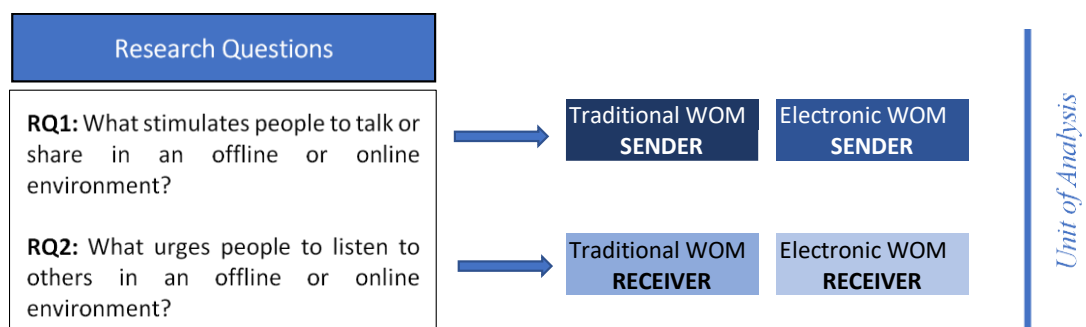 Research Questions
RQ1: What stimulates people to talk or
share in an offline or online
environment?
RQ2: What urges people to listen to
others in an offline or online
environment?
Traditional WOM
SENDER
Electronic WOM
SENDER
Traditional WOM
RECEIVER
Electronic WOM
RECEIVER
Unit of Analysis